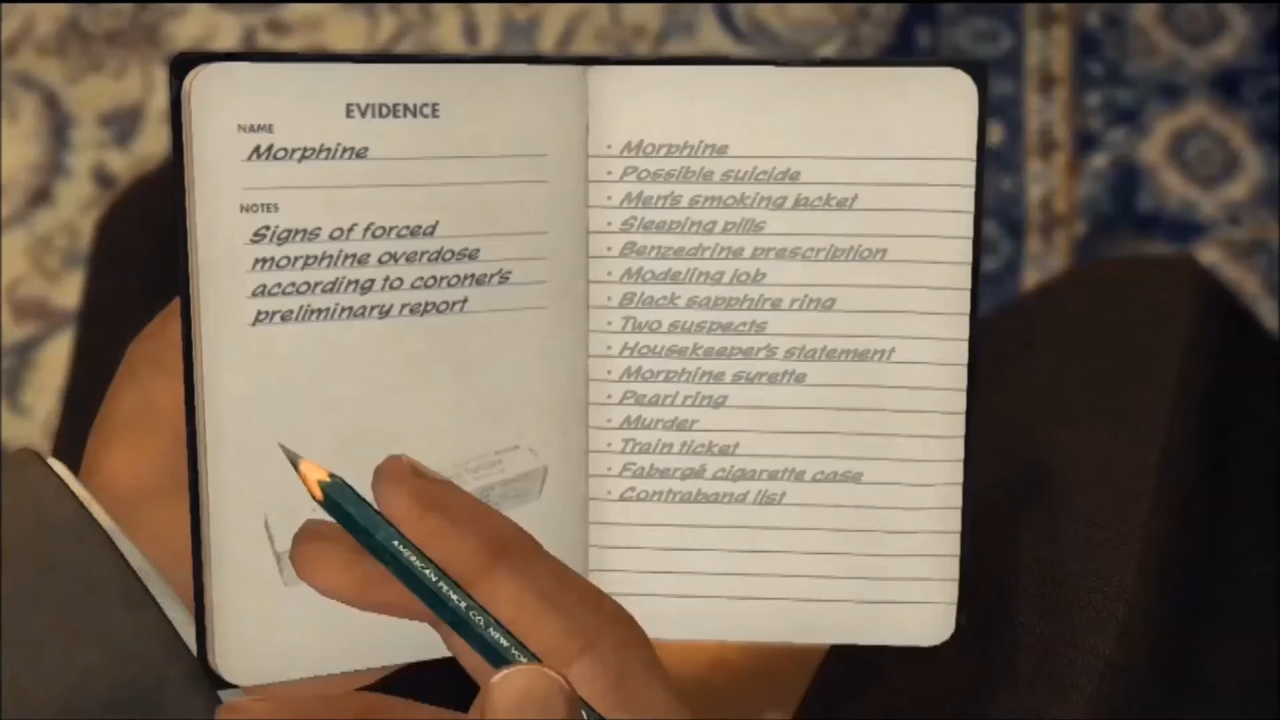 EVIDENCE
NAME
Morphine
NOTES
Signs of forced
morphine overdose
according to coroner's
preliminary report
• Morphine
• Possible suicide
• Men's smoking jacket
• Sleeping pills
• Benzedrine prescription
• Modeling job
• Black sapphire ring
• Two suspects
• Housekeeper's statement
• Morphine surette
• Pearl ring
• Murder
• Train ticket
• Fabergé cigarette case
• Contraband list
AMERICAN PENCIL CO. NEW